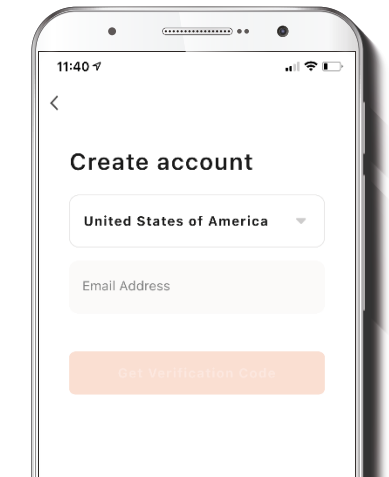 11:40
Create account
United States of America
Email Address
Get Verification Code